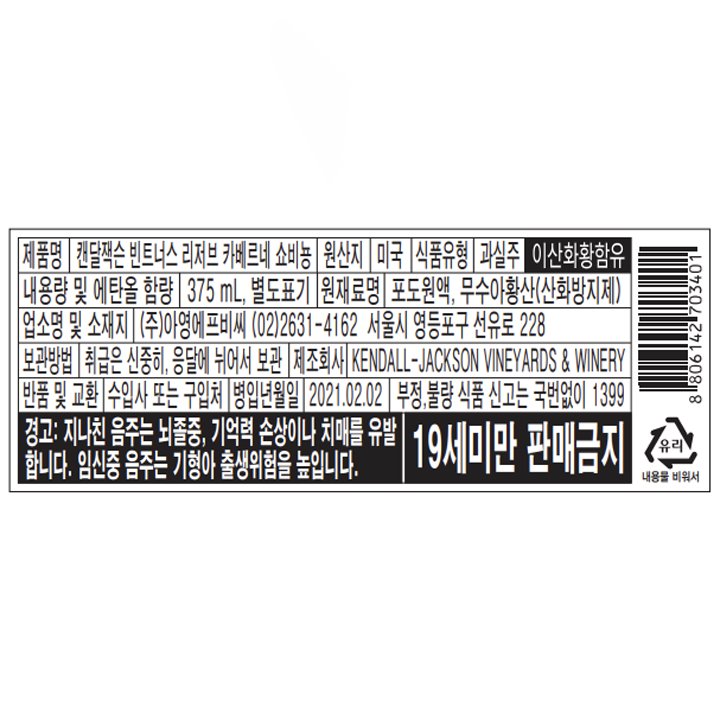 제품명 캔달잭슨 빈트너스 리저브 카베르네 쇼비뇽 원산지 미국 식품유형 과실주 이산화황함유
내용량 및 에탄올 함량 375 mL, 별도표기 원재료명 포도원액, 무수아황산(산화방지제)
업소명 및 소재지 (주)아영에프비씨 (02)2631-4162 서울시 영등포구 선유로 228
보관방법 취급은 신중히, 응달에 뉘어서 보관 제조회사 KENDALL-JACKSON VINEYARDS & WINERY
반품 및 교환 수입사 또는 구입처 병입년월일 2021.02.02 부정,불량 식품 신고는 국번없이 1399
경고: 지나친 음주는 뇌졸중, 기억력 손상이나 치매를 유발
합니다. 임신중 음주는 기형아 출생위험을 높입니다.
19세미만 판매금지
8 806142 703401
유리
내용물 비워서